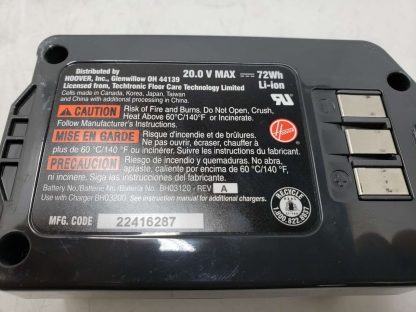 Distributed by
HOOVER, Inc., Glenwillow OH 44139
Licensed from, Techtronic Floor Care Technology Limited
Cells made in Canada, Korea, Japan, Taiwan
and China with additional processing in China.
20.0 V MAX ⎓ 72Wh
Li-ion
CAUTION Risk of Fire and Burns. Do Not Open, Crush,
Heat Above 60°C/140°F or Incinerate.
Follow Manufacturer's Instructions.
MISE EN GARDE Risque d'incendie et de brûlures.
Ne pas ouvrir, écraser, chauffer à
plus de 60 °C/140 °F, ni incinérer. Suivre les instructions du fabricant.
PRECAUCION Riesgo de incendio y quemaduras. No abra,
aplaste, caliente por encima de 60 °C/140 °F,
ni incinere. Siga las instrucciones del fabricante.
Battery No./Batterie No./Batería No. BH03120 - REV A
Use with Charger BH03200. See instruction manual for additional chargers.
MFG. CODE 22416287
Hoover
RECYCLE
1.800.822.8837